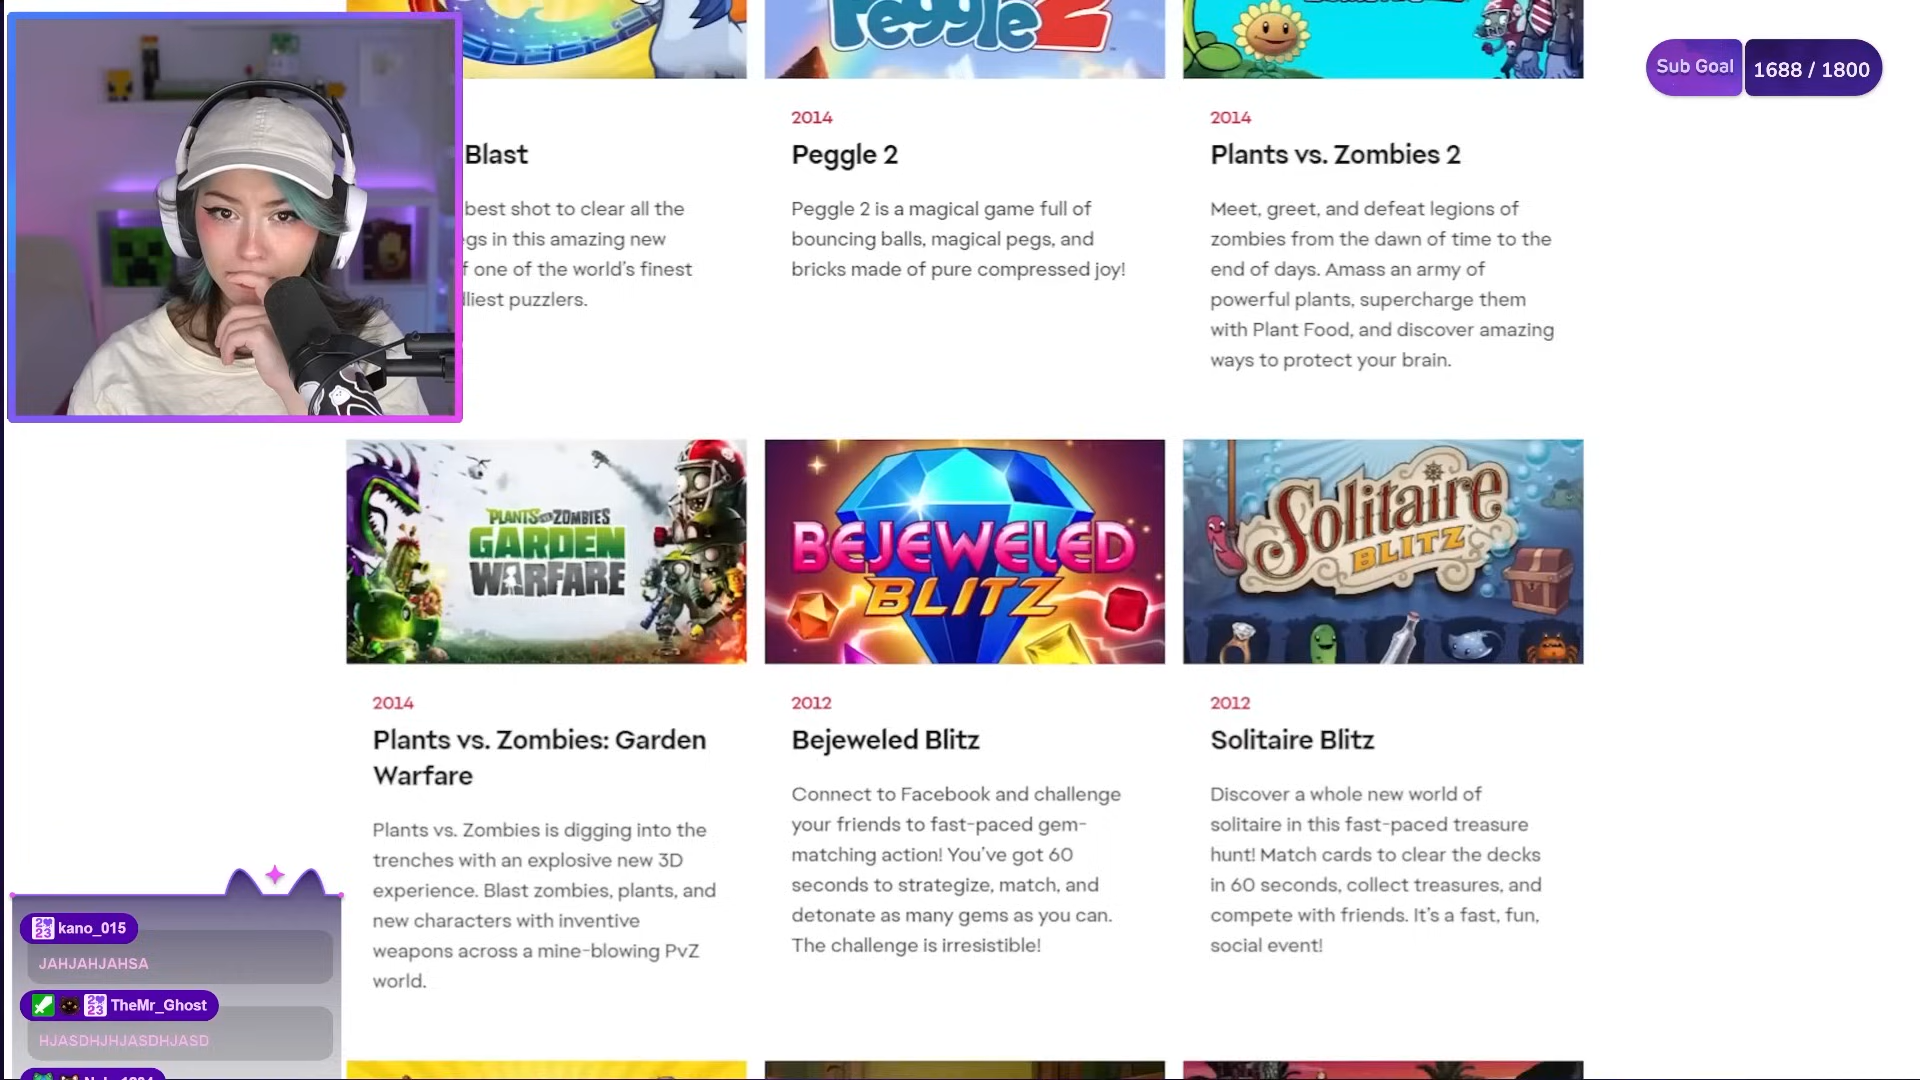 Peggle 2
Sub Goal
1688 / 1800
Blast
best shot to clear all the
egs in this amazing new
f one of the world's finest
lliest puzzlers.
2014
Peggle 2
Peggle 2 is a magical game full of
bouncing balls, magical pegs, and
bricks made of pure compressed joy!
2014
Plants vs. Zombies 2
Meet, greet, and defeat legions of
zombies from the dawn of time to the
end of days. Amass an army of
powerful plants, supercharge them
with Plant Food, and discover amazing
ways to protect your brain.
PLANTS VS. ZOMBIES
GARDEN
WARFARE
2014
Plants vs. Zombies: Garden
Warfare
Plants vs. Zombies is digging into the
trenches with an explosive new 3D
experience. Blast zombies, plants, and
new characters with inventive
weapons across a mine-blowing PvZ
world.
BEJEWELED
BLITZ
2012
Bejeweled Blitz
Connect to Facebook and challenge
your friends to fast-paced gem-
matching action! You've got 60
seconds to strategize, match, and
detonate as many gems as you can.
The challenge is irresistible!
Solitaire
BLITZ
2012
Solitaire Blitz
Discover a whole new world of
solitaire in this fast-paced treasure
hunt! Match cards to clear the decks
in 60 seconds, collect treasures, and
compete with friends. It's a fast, fun,
social event!
2023 kano_015
JAHJAHJAHSA
2023 TheMr_Ghost
HJASDHJHJASDHJASD